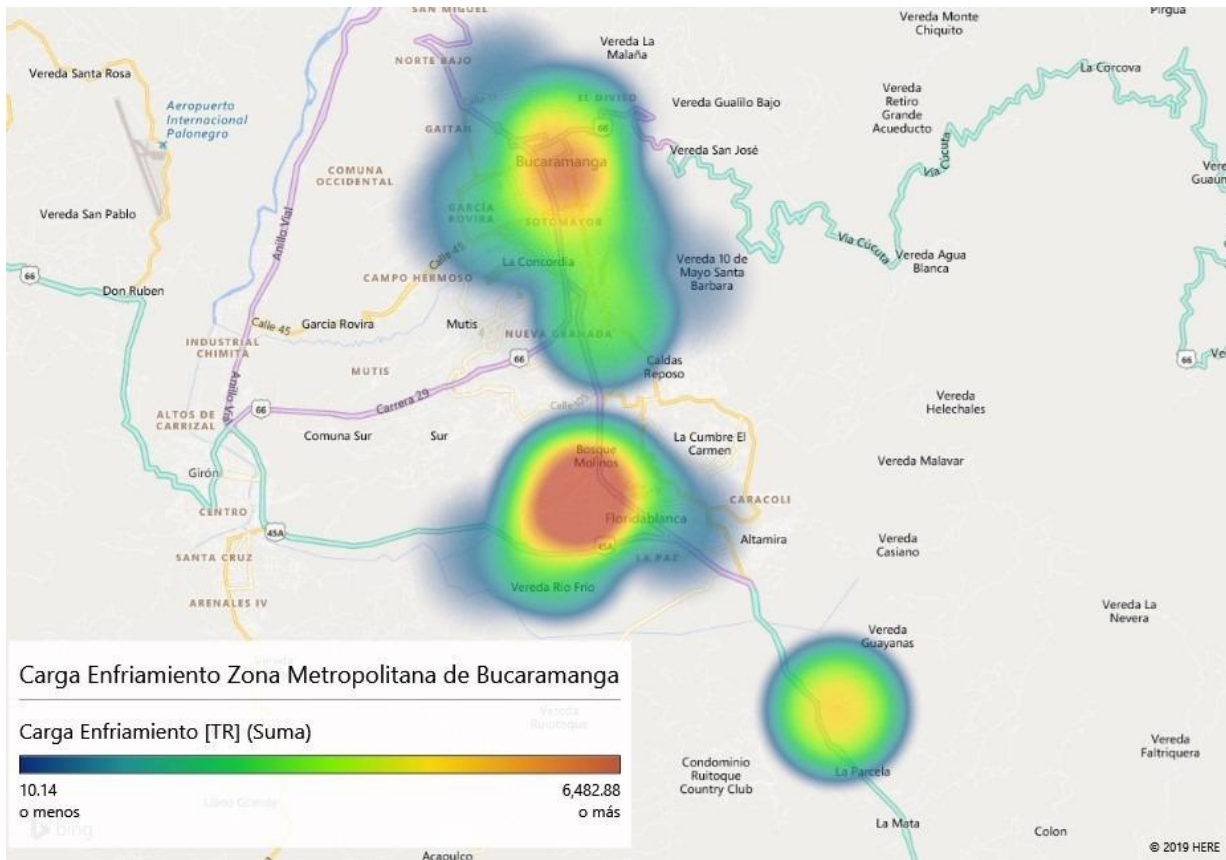 SAN MIGUEL
Vereda Monte
Chiquito
Pirgua
Vereda La
Malaña
NORTE BAJO
La Corcova
Vereda Santa Rosa
Vereda
Retiro
Grande
Acueducto
EL DIVISO
Vereda Gualilo Bajo
Aeropuerto
Internacional
Palonegro
66
GAITAN
Vereda San José
Bucaramanga
Vía Cúcuta
COMUNA
OCCIDENTAL
Vereda San Pablo
GARCÍA
ROVIRA
SOTOMAYOR
Anillo Vial
Calle 45
La Concordia
Vereda 10 de
Mayo Santa
Barbara
Vía Cúcuta
Vereda Agua
Blanca
66
CAMPO HERMOSO
Don Ruben
Calle 45
García Rovira
Mutis
NUEVA GRANADA
INDUSTRIAL
CHIMITA
66
66
Caldas
Reposo
MUTIS
Anillo Vial
Carrera 29
Calle 105
Vereda
Helechales
ALTOS DE
CARRIZAL
66
Comuna Sur
Sur
La Cumbre El
Carmen
Bosque
Molinos
Vereda Malavar
Girón
CARACOLI
CENTRO
Floridablanca
45A
45A
Altamira
Vereda
Casiano
SANTA CRUZ
LA PAZ
Vereda Río Frio
ARENALES IV
Vereda La
Nevera
Vereda
Guayanas
Carga Enfriamiento Zona Metropolitana de Bucaramanga
Vereda
Ruitoque
Carga Enfriamiento [TR] (Suma)
10.14
o menos
6,482.88
o más
Llano Grande
bing
Vereda
Faltriquera
Condominio
Ruitoque
Country Club
La Parcela
La Mata
Colon
Acapulco
© 2019 HERE